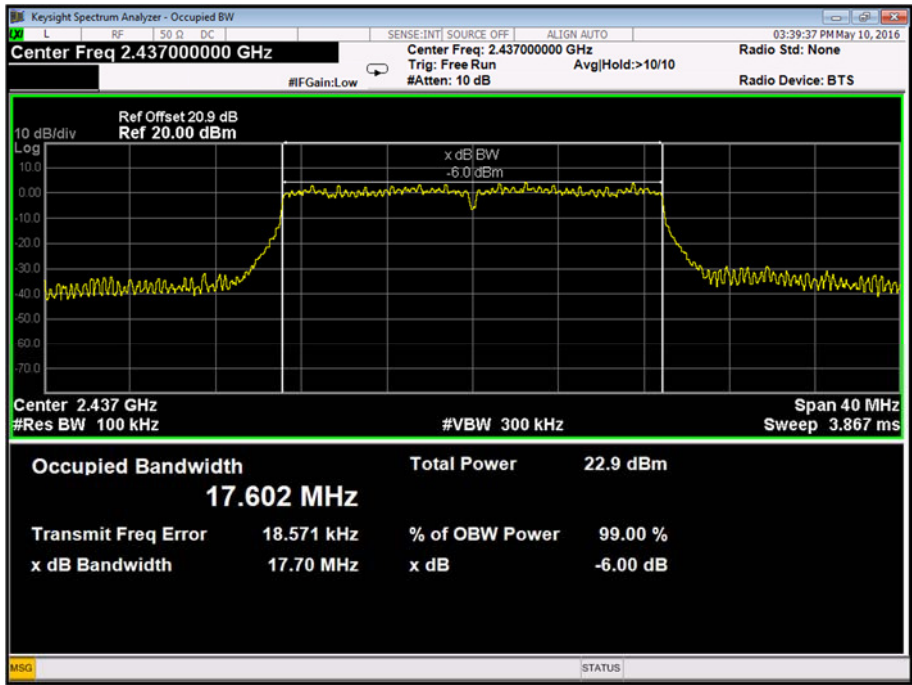 Keysight Spectrum Analyzer - Occupied BW
LXI L RF 50 Ω DC SENSE:INT SOURCE OFF ALIGN AUTO 03:39:37 PM May 10, 2016
Center Freq 2.437000000 GHz Center Freq: 2.437000000 GHz Radio Std: None
Trig: Free Run Avg|Hold:>10/10
#IFGain:Low #Atten: 10 dB Radio Device: BTS
Ref Offset 20.9 dB
10 dB/div Ref 20.00 dBm
Log
x dB BW
10.0
-6.0 dBm
0.00
-10.0
-20.0
-30.0
-40.0
-50.0
60.0
-70.0
Center 2.437 GHz Span 40 MHz
#Res BW 100 kHz #VBW 300 kHz Sweep 3.867 ms
Occupied Bandwidth Total Power 22.9 dBm
17.602 MHz
Transmit Freq Error 18.571 kHz % of OBW Power 99.00 %
x dB Bandwidth 17.70 MHz x dB -6.00 dB
MSG STATUS